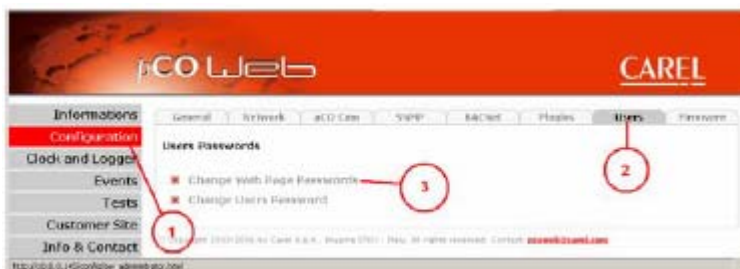 pCO Web
CAREL
Informations
General Network pCO Com SNMP BACnet Plugins Users Firmware
Configuration
Users Passwords
Clock and Logger
2
Change Web Page Passwords
3
Events
Change Users Password
Tests
1
Customer Site
Info & Contact